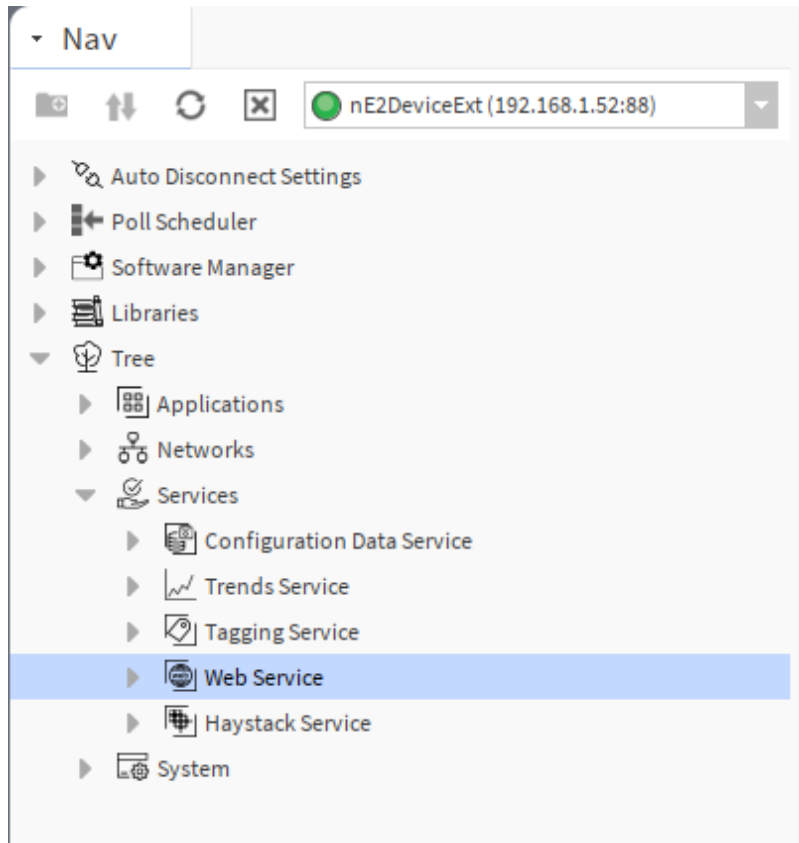 Nav
nE2DeviceExt (192.168.1.52:88)
Auto Disconnect Settings
Poll Scheduler
Software Manager
Libraries
Tree
Applications
Networks
Services
Configuration Data Service
Trends Service
Tagging Service
Web Service
Haystack Service
System